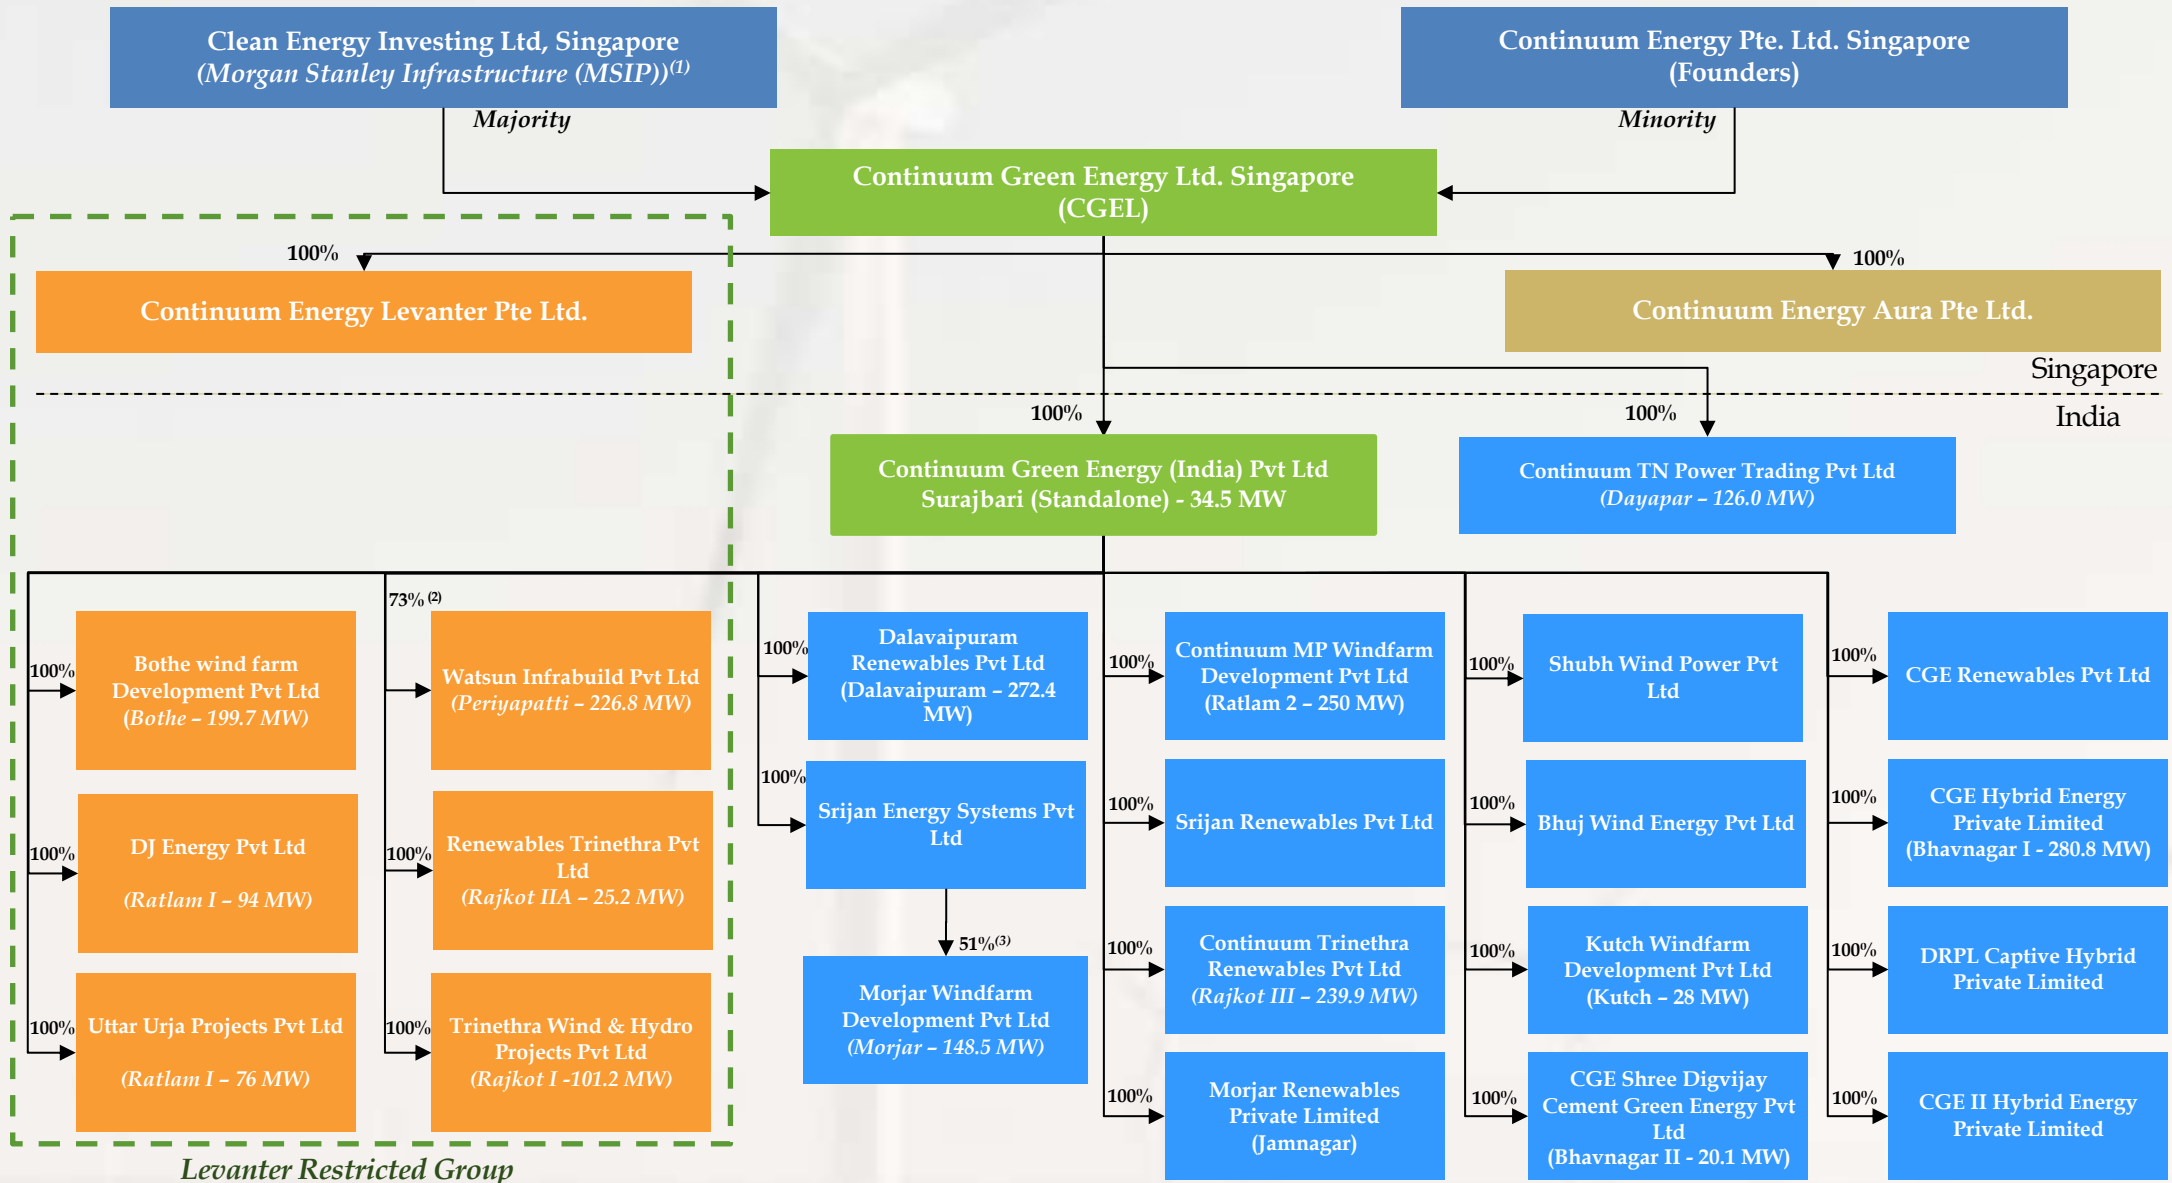 Clean Energy Investing Ltd, Singapore
(Morgan Stanley Infrastructure (MSIP))(1)
Continuum Energy Pte. Ltd. Singapore
(Founders)
Majority
Minority
Continuum Green Energy Ltd. Singapore
(CGEL)
100%
100%
Continuum Energy Levanter Pte Ltd.
Continuum Energy Aura Pte Ltd.
Singapore
India
100%
100%
Continuum Green Energy (India) Pvt Ltd
Surajbari (Standalone) - 34.5 MW
Continuum TN Power Trading Pvt Ltd
(Dayapar – 126.0 MW)
100%
Bothe wind farm
Development Pvt Ltd
(Bothe – 199.7 MW)
100%
DJ Energy Pvt Ltd
(Ratlam I – 94 MW)
100%
Uttar Urja Projects Pvt Ltd
(Ratlam I – 76 MW)
73% (2)
Watsun Infrabuild Pvt Ltd
(Periyapatti – 226.8 MW)
100%
Renewables Trinethra Pvt
Ltd
(Rajkot IIA – 25.2 MW)
100%
Trinethra Wind & Hydro
Projects Pvt Ltd
(Rajkot I -101.2 MW)
Levanter Restricted Group
100%
Dalavaipuram
Renewables Pvt Ltd
(Dalavaipuram – 272.4
MW)
100%
Srijan Energy Systems Pvt
Ltd
51%(3)
Morjar Windfarm
Development Pvt Ltd
(Morjar – 148.5 MW)
100%
Continuum MP Windfarm
Development Pvt Ltd
(Ratlam 2 – 250 MW)
100%
Srijan Renewables Pvt Ltd
100%
Continuum Trinethra
Renewables Pvt Ltd
(Rajkot III – 239.9 MW)
100%
Morjar Renewables
Private Limited
(Jamnagar)
100%
Shubh Wind Power Pvt
Ltd
100%
Bhuj Wind Energy Pvt Ltd
100%
Kutch Windfarm
Development Pvt Ltd
(Kutch – 28 MW)
100%
CGE Shree Digvijay
Cement Green Energy Pvt
Ltd
(Bhavnagar II - 20.1 MW)
100%
CGE Renewables Pvt Ltd
100%
CGE Hybrid Energy
Private Limited
(Bhavnagar I - 280.8 MW)
100%
DRPL Captive Hybrid
Private Limited
100%
CGE II Hybrid Energy
Private Limited